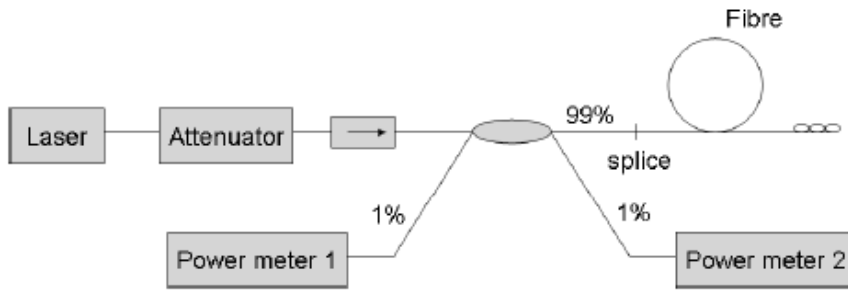 Fibre
Laser
Attenuator
99%
splice
1%
1%
Power meter 1
Power meter 2